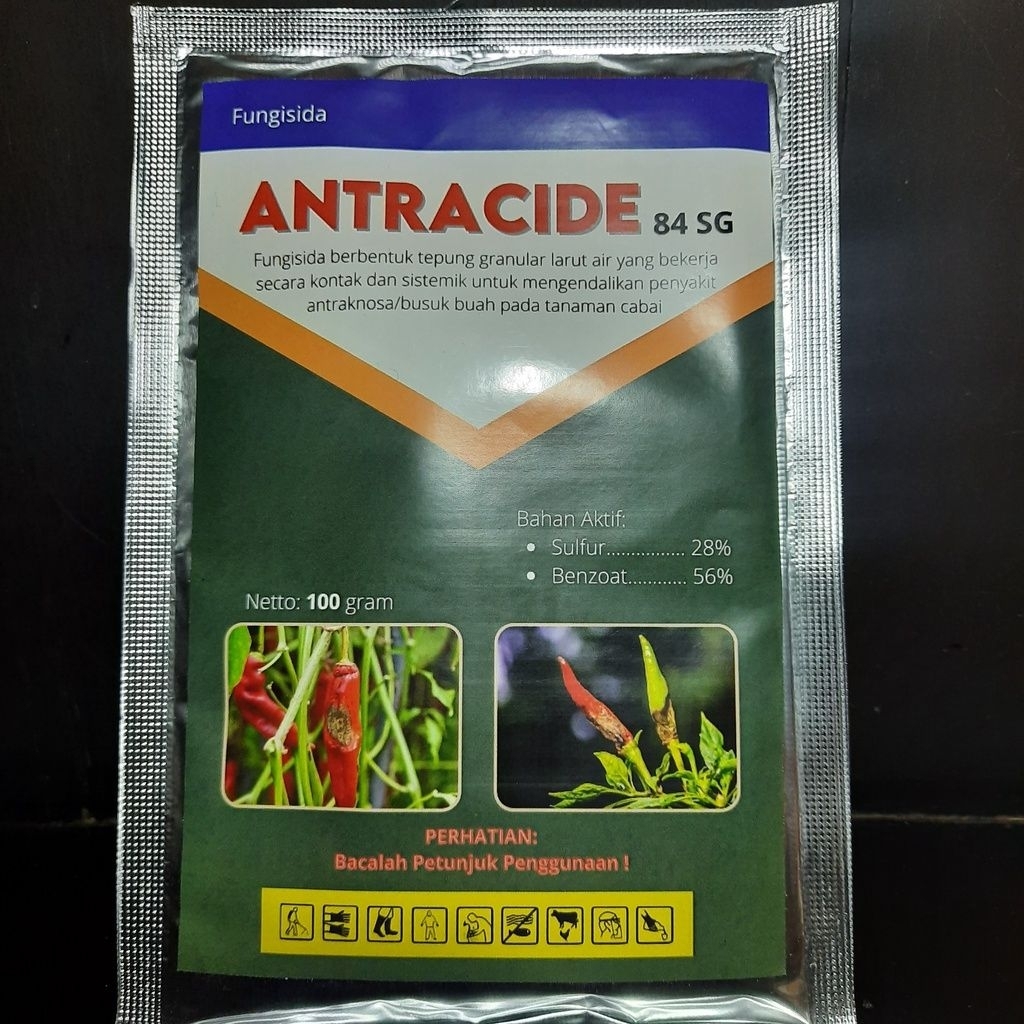 Fungisida
ANTRACIDE 84 SG
Fungisida berbentuk tepung granular larut air yang bekerja
secara kontak dan sistemik untuk mengendalikan penyakit
antraknosa/busuk buah pada tanaman cabai
Bahan Aktif:
• Sulfur................ 28%
• Benzoat............ 56%
Netto: 100 gram
PERHATIAN:
Bacalah Petunjuk Penggunaan !